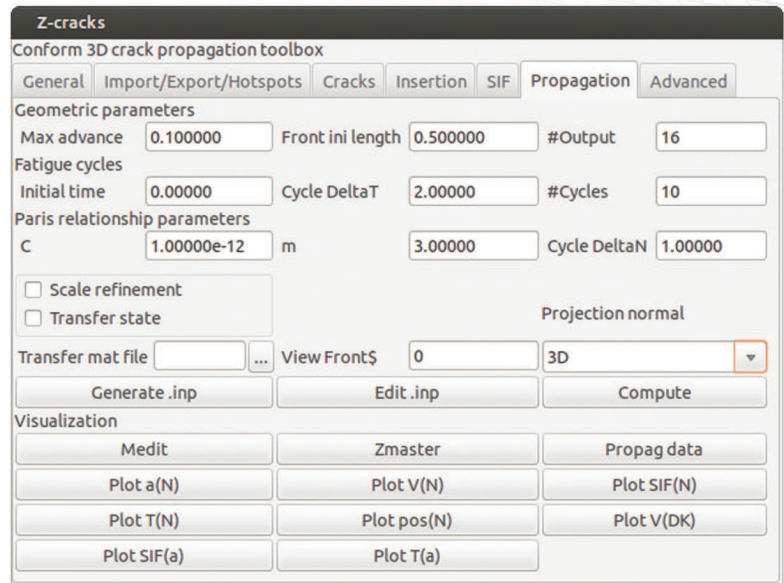 Z-cracks
Conform 3D crack propagation toolbox
General Import/Export/Hotspots Cracks Insertion SIF Propagation Advanced
Geometric parameters
Max advance 0.100000 Front ini length 0.500000 #Output 16
Fatigue cycles
Initial time 0.00000 Cycle DeltaT 2.00000 #Cycles 10
Paris relationship parameters
C 1.00000e-12 m 3.00000 Cycle DeltaN 1.00000
Scale refinement
Transfer state
Projection normal
Transfer mat file ... View Front$ 0 3D
Generate .inp Edit .inp Compute
Visualization
Medit Zmaster Propag data
Plot a(N) Plot V(N) Plot SIF(N)
Plot T(N) Plot pos(N) Plot V(DK)
Plot SIF(a) Plot T(a)